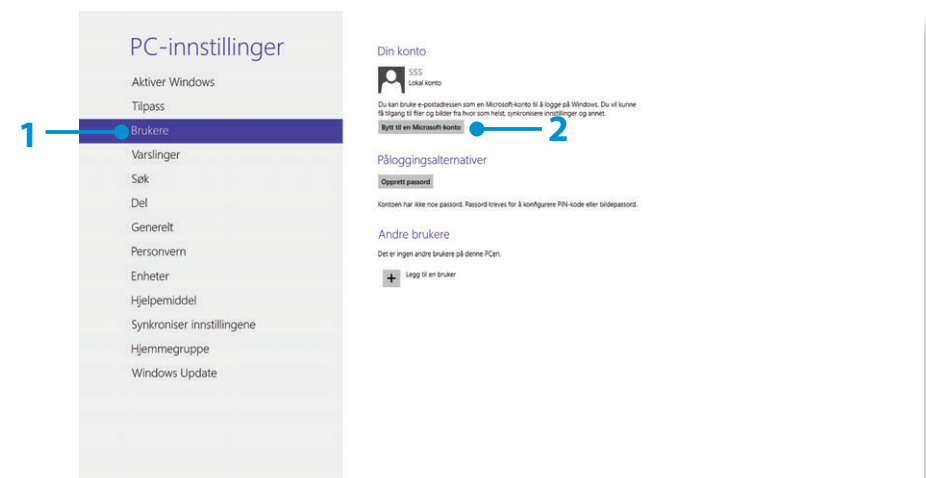 PC-innstillinger
Aktiver Windows
Tilpass
1
Brukere
Varslinger
Søk
Del
Generelt
Personvern
Enheter
Hjelpemiddel
Synkroniser innstillingene
Hjemmegruppe
Windows Update
Din konto
SSS
Lokal konto
Du kan bruke e-postadressen som en Microsoft-konto til å logge på Windows. Du vil kunne
få tilgang til filer og bilder fra hvor som helst, synkronisere innstillinger og annet.
Bytt til en Microsoft-konto
2
Påloggingsalternativer
Opprett passord
Kontoen har ikke noe passord. Passord kreves for å konfigurere PIN-kode eller bildepassord.
Andre brukere
Det er ingen andre brukere på denne PCen.
Legg til en bruker